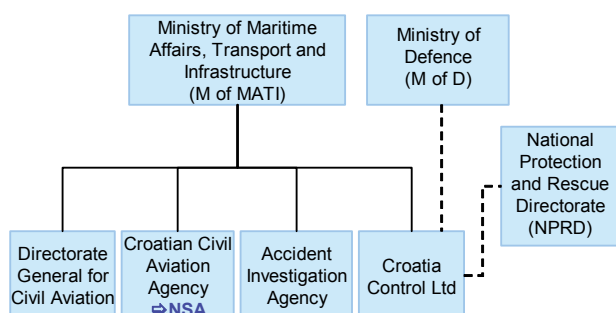 Ministry of Maritime
Affairs, Transport and
Infrastructure
(M of MATI)
Ministry of
Defence
(M of D)
National
Protection
and Rescue
Directorate
(NPRD)
Directorate
General for
Civil Aviation
Croatian Civil
Aviation
Agency
⇨NSA
Accident
Investigation
Agency
Croatia
Control Ltd